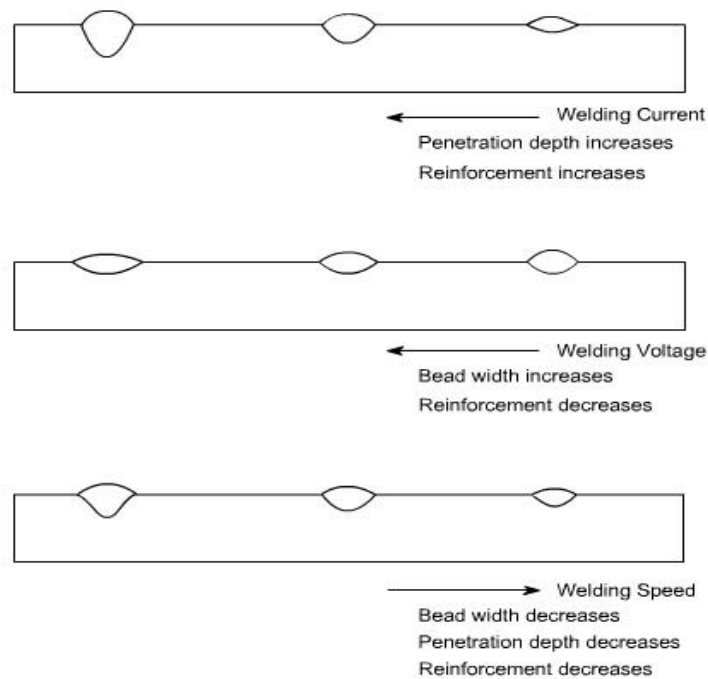 Welding Current
Penetration depth increases
Reinforcement increases
Welding Voltage
Bead width increases
Reinforcement decreases
Welding Speed
Bead width decreases
Penetration depth decreases
Reinforcement decreases